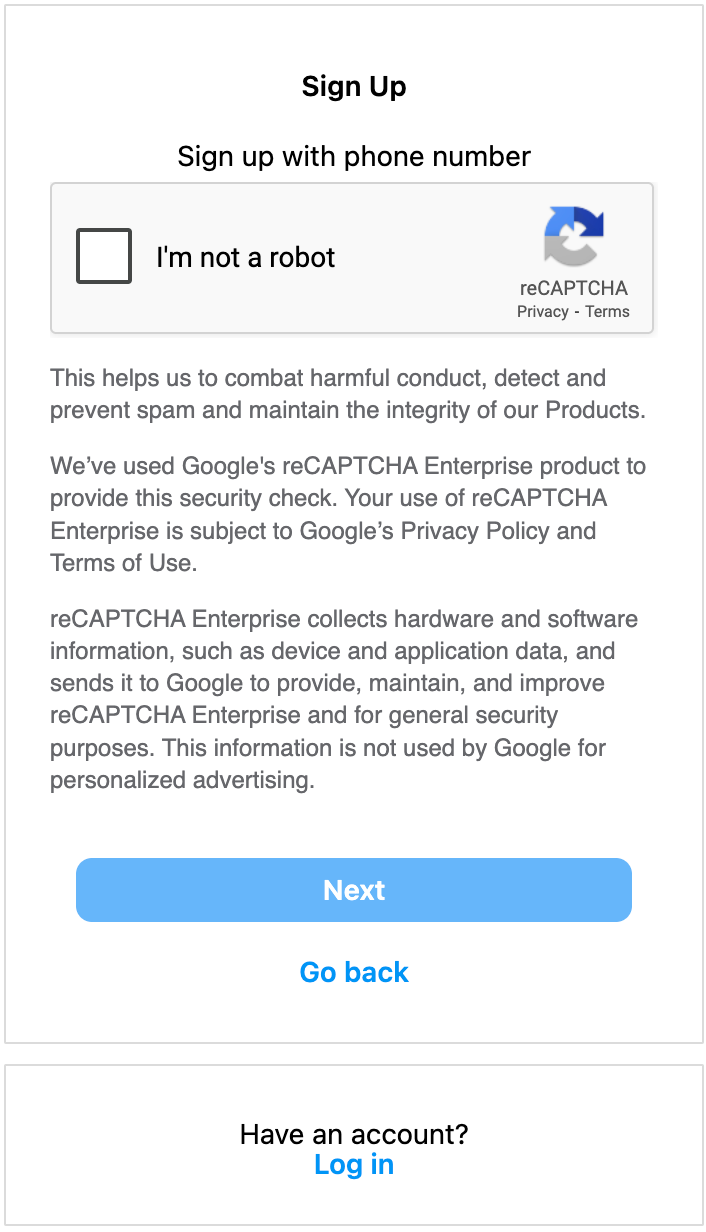 Sign Up
Sign up with phone number
I'm not a robot
reCAPTCHA
Privacy - Terms
This helps us to combat harmful conduct, detect and
prevent spam and maintain the integrity of our Products.
We’ve used Google's reCAPTCHA Enterprise product to
provide this security check. Your use of reCAPTCHA
Enterprise is subject to Google’s Privacy Policy and
Terms of Use.
reCAPTCHA Enterprise collects hardware and software
information, such as device and application data, and
sends it to Google to provide, maintain, and improve
reCAPTCHA Enterprise and for general security
purposes. This information is not used by Google for
personalized advertising.
Next
Go back
Have an account?
Log in